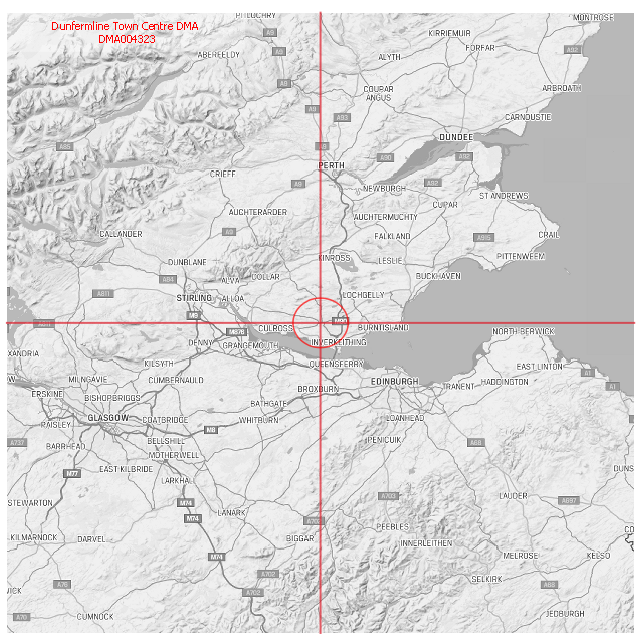 PITLOCHRY
MONTROSE
Dunfermline Town Centre DMA
DMA004323
A9
KIRRIEMUIR
FORFAR
A92
ABERFELDY
A9
ALYTH
A9
COUPAR
ANGUS
ARBROATH
A9
A93
CARNOUSTIE
DUNDEE
A85
A9
A90
A92
PERTH
CRIEFF
A9
NEWBURGH
A92
ST ANDREWS
CUPAR
AUCHTERARDER
AUCHTERMUCHTY
A9
FALKLAND
A915
CRAIL
CALLANDER
KINROSS
LESLIE
PITTENWEEM
DUNBLANE
BUCKHAVEN
A84
ALVA
DOLLAR
A811
STIRLING
ALLOA
LOCHGELLY
M9
M90
A811
M876
CULROSS
BURNTISLAND
NORTH BERWICK
DENNY
GRANGEMOUTH
INVERKEITHING
XANDRIA
KILSYTH
QUEENSFERRY
EAST LINTON
A1
W
MILNGAVIE
CUMBERNAULD
EDINBURGH
HADDINGTON
TRANENT
A1
ERSKINE
BISHOPBRIGGS
BROXBURN
BATHGATE
GLASGOW
COATBRIDGE
WHITBURN
LOANHEAD
PAISLEY
M8
A737
BARRHEAD
BELLSHILL
PENICUIK
A68
MOTHERWELL
M77
EAST KILBRIDE
DUNS
LARKHALL
STEWARTON
M74
A703
LAUDER
A697
LANARK
M74
A702
PEEBLES
KILMARNOCK
DARVEL
BIGGAR
INNERLEITHEN
M74
MELROSE
KELSO
A702
SELKIRK
A76
A68
WICK
A702
A70
CUMNOCK
JEDBURGH